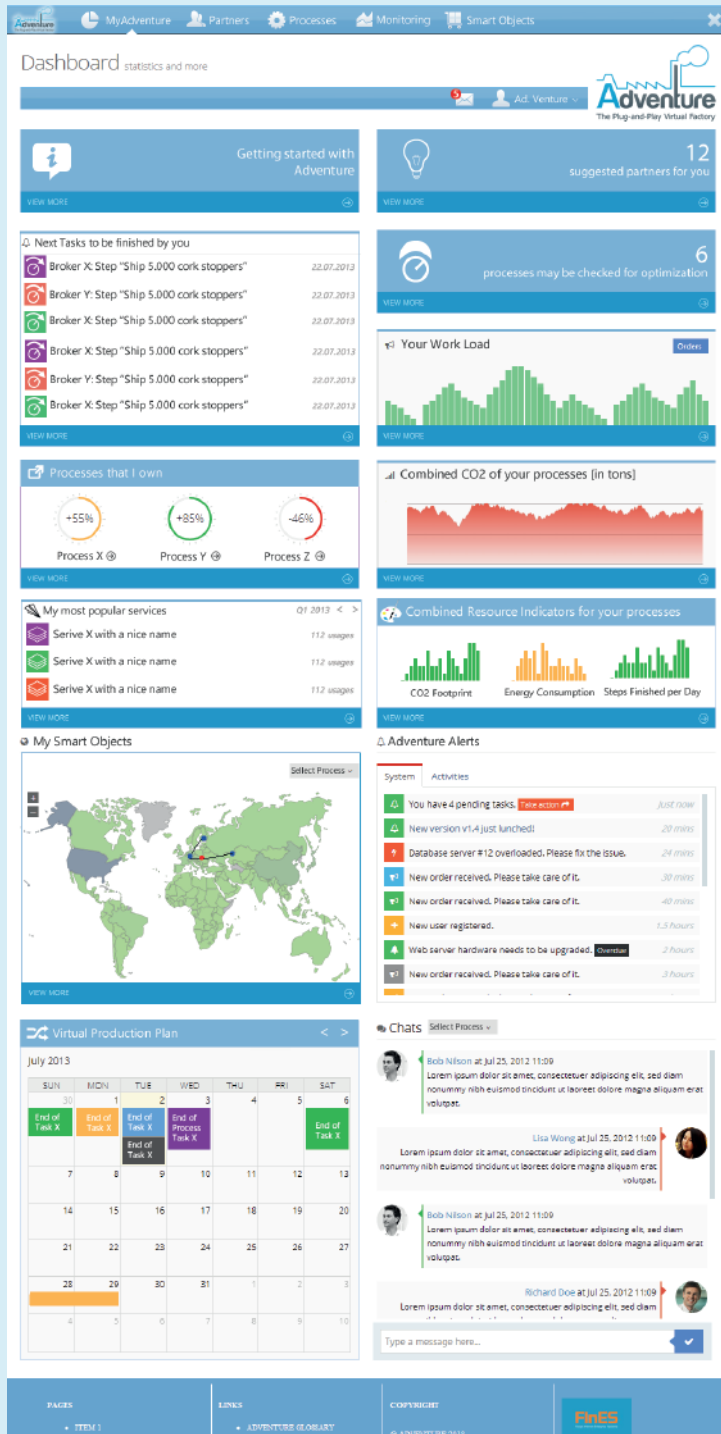 Adventure
MyAdventure
Partners
Processes
Monitoring
Smart Objects
Dashboard statistics and more
5
Ad. Venture
Adventure
The Plug-and-Play Virtual Factory
Getting started with
Adventure
VIEW MORE
12
suggested partners for you
VIEW MORE
Next Tasks to be finished by you
Broker X: Step "Ship 5.000 cork stoppers" 22.07.2013
Broker Y: Step "Ship 5.000 cork stoppers" 22.07.2013
Broker X: Step "Ship 5.000 cork stoppers" 22.07.2013
Broker X: Step "Ship 5.000 cork stoppers" 22.07.2013
Broker Y: Step "Ship 5.000 cork stoppers" 22.07.2013
Broker X: Step "Ship 5.000 cork stoppers" 22.07.2013
VIEW MORE
6
processes may be checked for optimization
VIEW MORE
Your Work Load
Orders
VIEW MORE
Processes that I own
+55%
+85%
-46%
Process X
Process Y
Process Z
VIEW MORE
Combined CO2 of your processes [in tons]
VIEW MORE
My most popular services Q1 2013 < >
Serive X with a nice name 112 usages
Serive X with a nice name 112 usages
Serive X with a nice name 112 usages
VIEW MORE
Combined Resource Indicators for your processes
CO2 Footprint
Energy Consumption
Steps Finished per Day
VIEW MORE
My Smart Objects
Sellect Process
+
−
VIEW MORE
Adventure Alerts
System
Activities
You have 4 pending tasks. Take action Just now
New version v1.4 just lunched! 20 mins
Database server #12 overloaded. Please fix the issue. 24 mins
New order received. Please take care of it. 30 mins
New order received. Please take care of it. 40 mins
New user registered. 1.5 hours
Web server hardware needs to be upgraded. Overdue 2 hours
New order received. Please take care of it. 3 hours
Virtual Production Plan < >
July 2013
SUN MON TUE WED THU FRI SAT
30 1 2 3 4 5 6
End of
Task X
End of
Task X
End of
Task X
End of
Task X
End of
Process
Task X
End of
Task X
7 8 9 10 11 12 13
14 15 16 17 18 19 20
21 22 23 24 25 26 27
28 29 30 31 1 2 3
4 5 6 7 8 9 10
Chats
Sellect Process
Bob Nilson at Jul 25, 2012 11:09
Lorem ipsum dolor sit amet, consectetuer adipiscing elit, sed diam
nonummy nibh euismod tincidunt ut laoreet dolore magna aliquam erat
volutpat.
Lisa Wong at Jul 25, 2012 11:09
Lorem ipsum dolor sit amet, consectetuer adipiscing elit, sed diam
nonummy nibh euismod tincidunt ut laoreet dolore magna aliquam erat
volutpat.
Bob Nilson at Jul 25, 2012 11:09
Lorem ipsum dolor sit amet, consectetuer adipiscing elit, sed diam
nonummy nibh euismod tincidunt ut laoreet dolore magna aliquam erat
volutpat.
Richard Doe at Jul 25, 2012 11:09
Lorem ipsum dolor sit amet, consectetuer adipiscing elit, sed diam
Type a message here...
PAGES
ITEM 1
LINKS
ADVENTURE GLOSSARY
COPYRIGHT
FInES